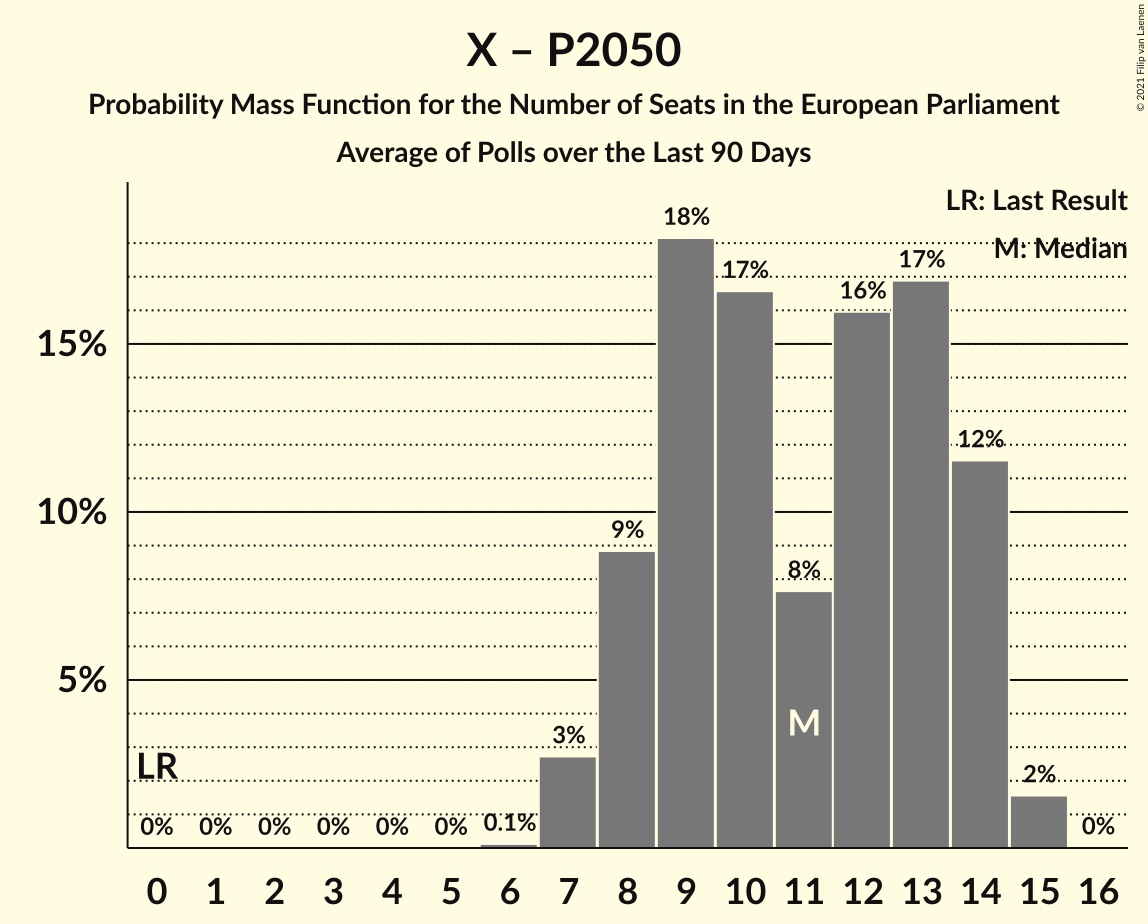 X – P2050
Probability Mass Function for the Number of Seats in the European Parliament
Average of Polls over the Last 90 Days
© 2021 Filip van Laenen
LR: Last Result
M: Median
18%
17%
17%
16%
15%
12%
10%
9%
8%
5%
M
3%
LR
2%
0% 0% 0% 0% 0% 0% 0.1% 0%
0 1 2 3 4 5 6 7 8 9 10 11 12 13 14 15 16